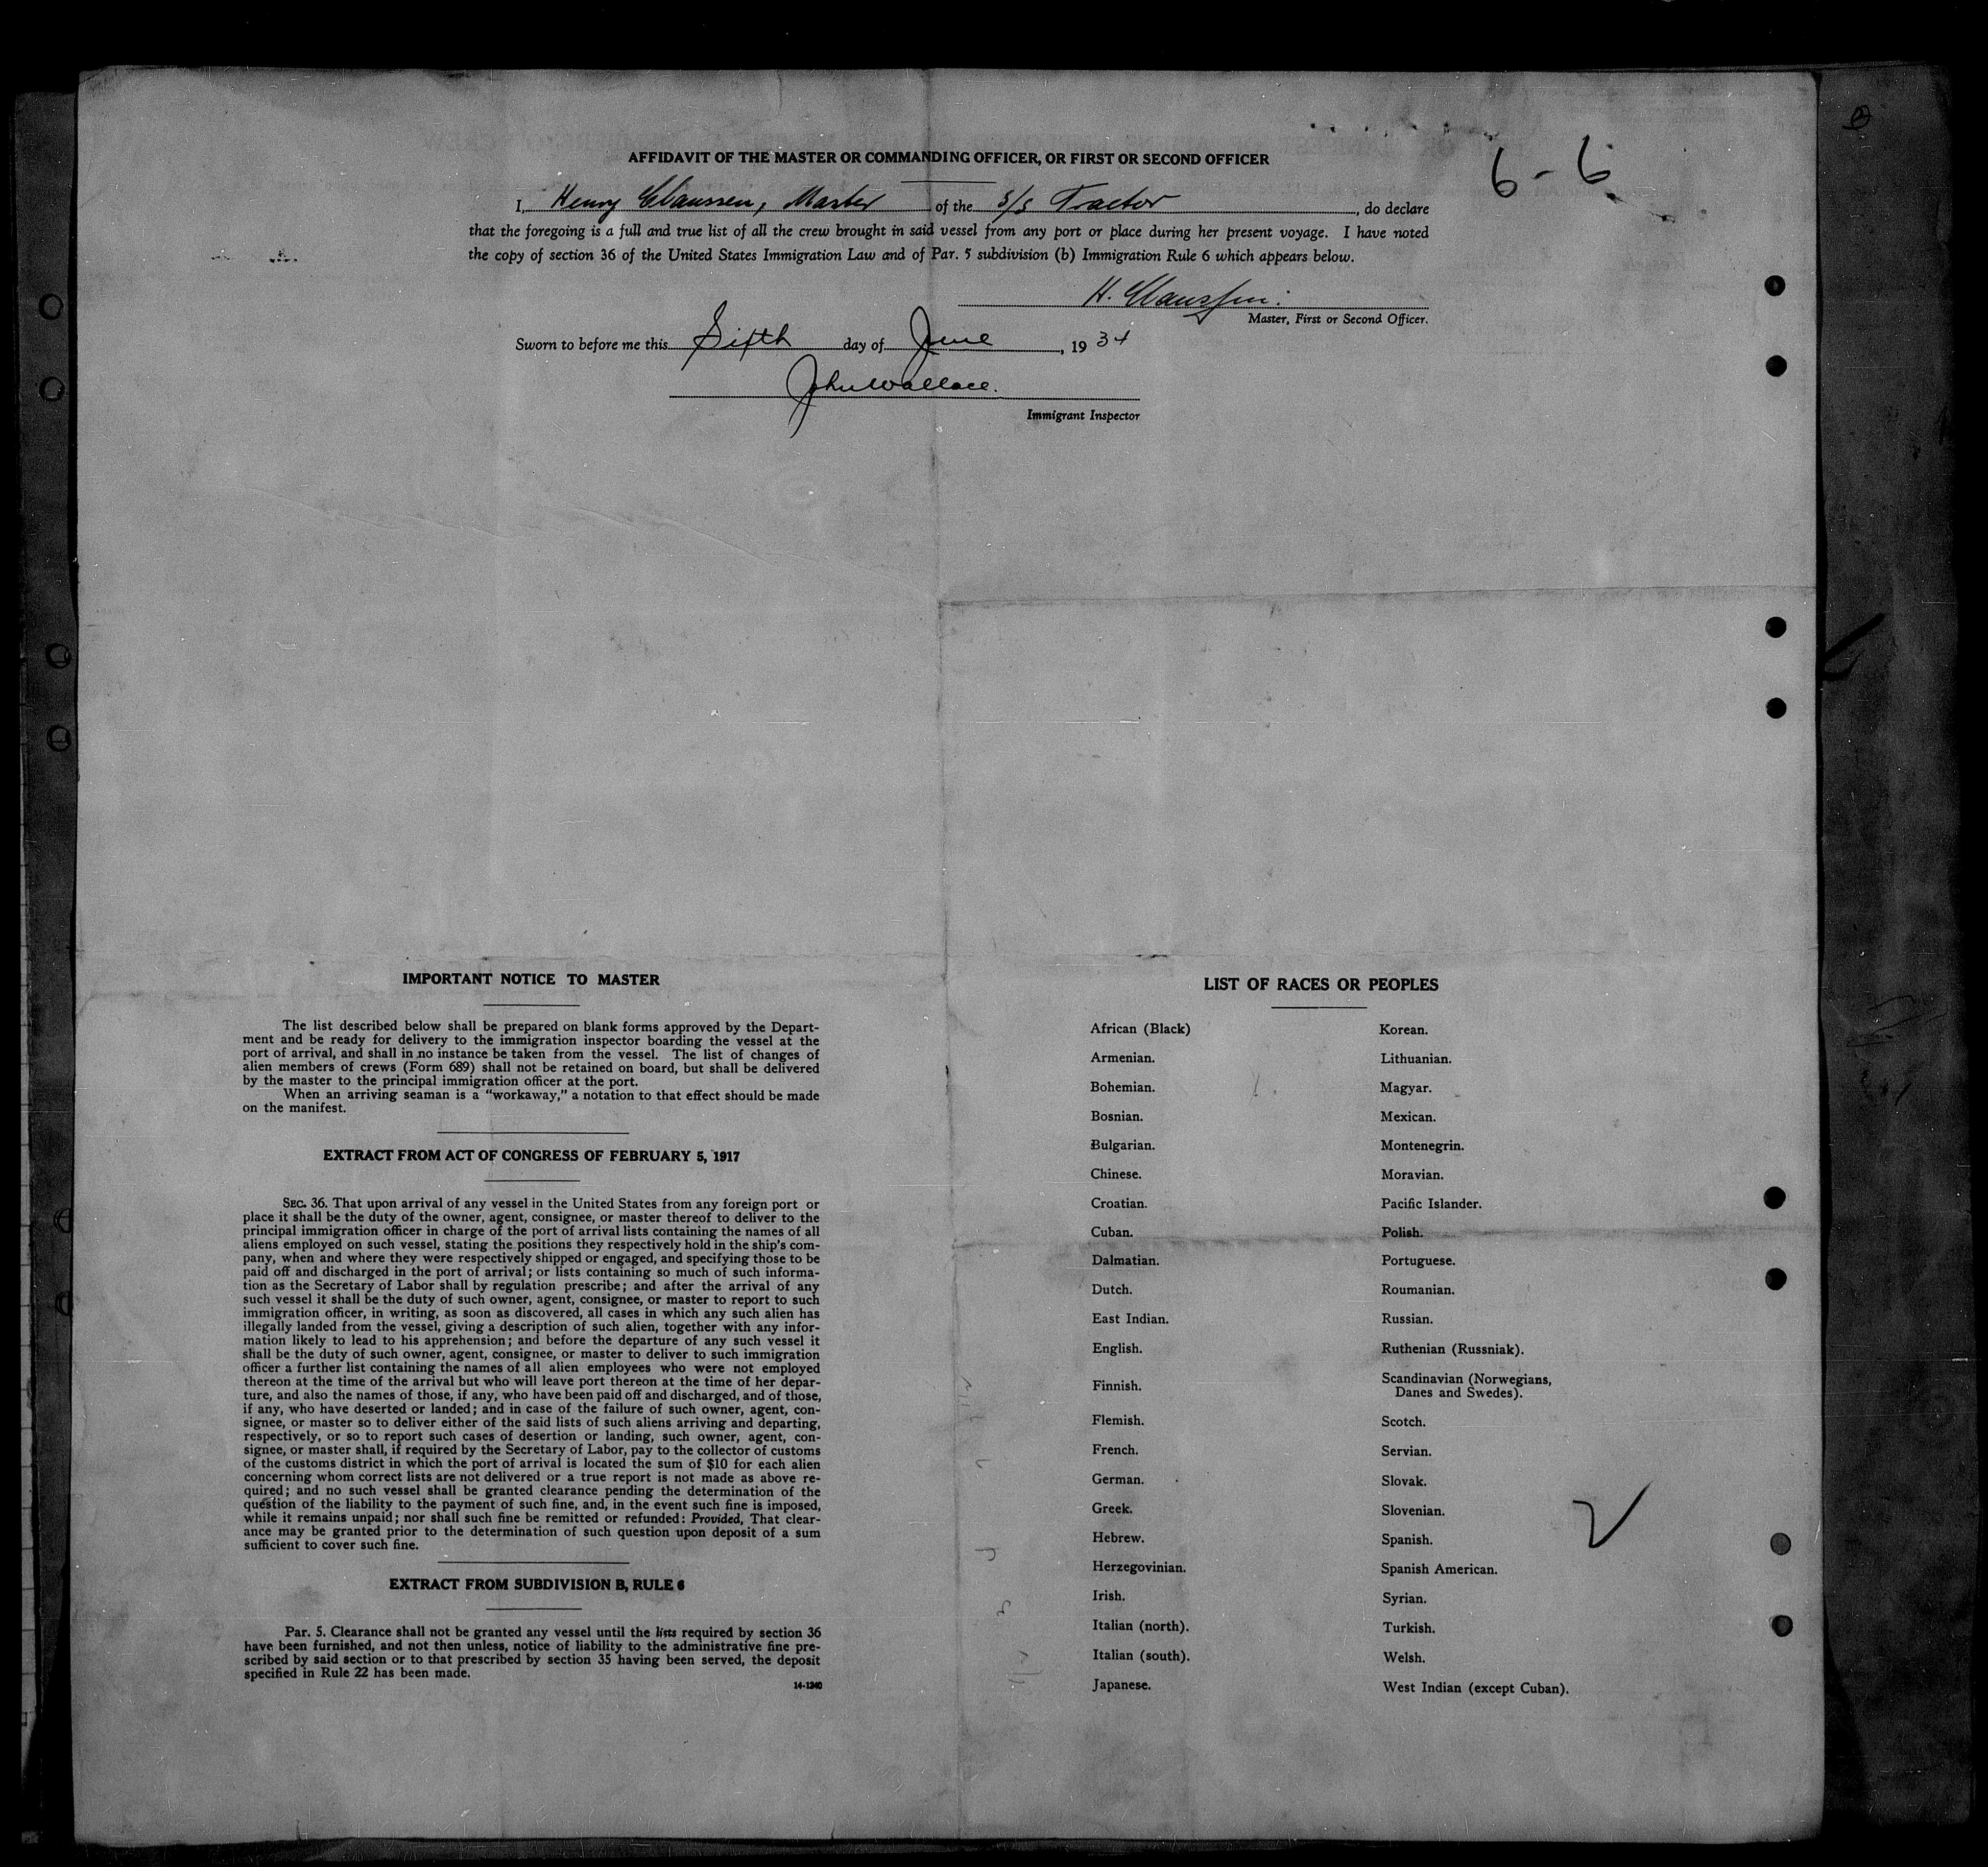 AFFIDAVIT OF THE MASTER OR COMMANDING OFFICER, OR FIRST OR SECOND OFFICER
6-6
I, Henry Claussen, Master of the S/S Tractor, do declare
that the foregoing is a full and true list of all the crew brought in said vessel from any port or place during her present voyage. I have noted
the copy of section 36 of the United States Immigration Law and of Par. 5 subdivision (b) Immigration Rule 6 which appears below.
H. Claussen.
Master, First or Second Officer.
Sworn to before me this Sixth day of June, 1934
John Wallace.
Immigrant Inspector
IMPORTANT NOTICE TO MASTER
The list described below shall be prepared on blank forms approved by the Depart-
ment and be ready for delivery to the immigration inspector boarding the vessel at the
port of arrival, and shall in no instance be taken from the vessel. The list of changes of
alien members of crews (Form 689) shall not be retained on board, but shall be delivered
by the master to the principal immigration officer at the port.
When an arriving seaman is a "workaway," a notation to that effect should be made
on the manifest.
EXTRACT FROM ACT OF CONGRESS OF FEBRUARY 5, 1917
SEC. 36. That upon arrival of any vessel in the United States from any foreign port or
place it shall be the duty of the owner, agent, consignee, or master thereof to deliver to the
principal immigration officer in charge of the port of arrival lists containing the names of all
aliens employed on such vessel, stating the positions they respectively hold in the ship's com-
pany, when and where they were respectively shipped or engaged, and specifying those to be
paid off and discharged in the port of arrival; or lists containing so much of such informa-
tion as the Secretary of Labor shall by regulation prescribe; and after the arrival of any
such vessel it shall be the duty of such owner, agent, consignee, or master to report to such
immigration officer, in writing, as soon as discovered, all cases in which any such alien has
illegally landed from the vessel, giving a description of such alien, together with any infor-
mation likely to lead to his apprehension; and before the departure of any such vessel it
shall be the duty of such owner, agent, consignee, or master to deliver to such immigration
officer a further list containing the names of all alien employees who were not employed
thereon at the time of the arrival but who will leave port thereon at the time of her depar-
ture, and also the names of those, if any, who have been paid off and discharged, and of those,
if any, who have deserted or landed; and in case of the failure of such owner, agent, con-
signee, or master so to deliver either of the said lists of such aliens arriving and departing,
respectively, or so to report such cases of desertion or landing, such owner, agent, con-
signee, or master shall, if required by the Secretary of Labor, pay to the collector of customs
of the customs district in which the port of arrival is located the sum of $10 for each alien
concerning whom correct lists are not delivered or a true report is not made as above re-
quired; and no such vessel shall be granted clearance pending the determination of the
question of the liability to the payment of such fine, and, in the event such fine is imposed,
while it remains unpaid; nor shall such fine be remitted or refunded: Provided, That clear-
ance may be granted prior to the determination of such question upon deposit of a sum
sufficient to cover such fine.
EXTRACT FROM SUBDIVISION B, RULE 6
Par. 5. Clearance shall not be granted any vessel until the lists required by section 36
have been furnished, and not then unless, notice of liability to the administrative fine pre-
scribed by said section or to that prescribed by section 35 having been served, the deposit
specified in Rule 22 has been made.
14-1240
LIST OF RACES OR PEOPLES
African (Black)
Armenian.
Bohemian.
Bosnian.
Bulgarian.
Chinese.
Croatian.
Cuban.
Dalmatian.
Dutch.
East Indian.
English.
Finnish.
Flemish.
French.
German.
Greek.
Hebrew.
Herzegovinian.
Irish.
Italian (north).
Italian (south).
Japanese.
Korean.
Lithuanian.
Magyar.
Mexican.
Montenegrin.
Moravian.
Pacific Islander.
Polish.
Portuguese.
Roumanian.
Russian.
Ruthenian (Russniak).
Scandinavian (Norwegians,
Danes and Swedes).
Scotch.
Servian.
Slovak.
Slovenian.
Spanish.
Spanish American.
Syrian.
Turkish.
Welsh.
West Indian (except Cuban).